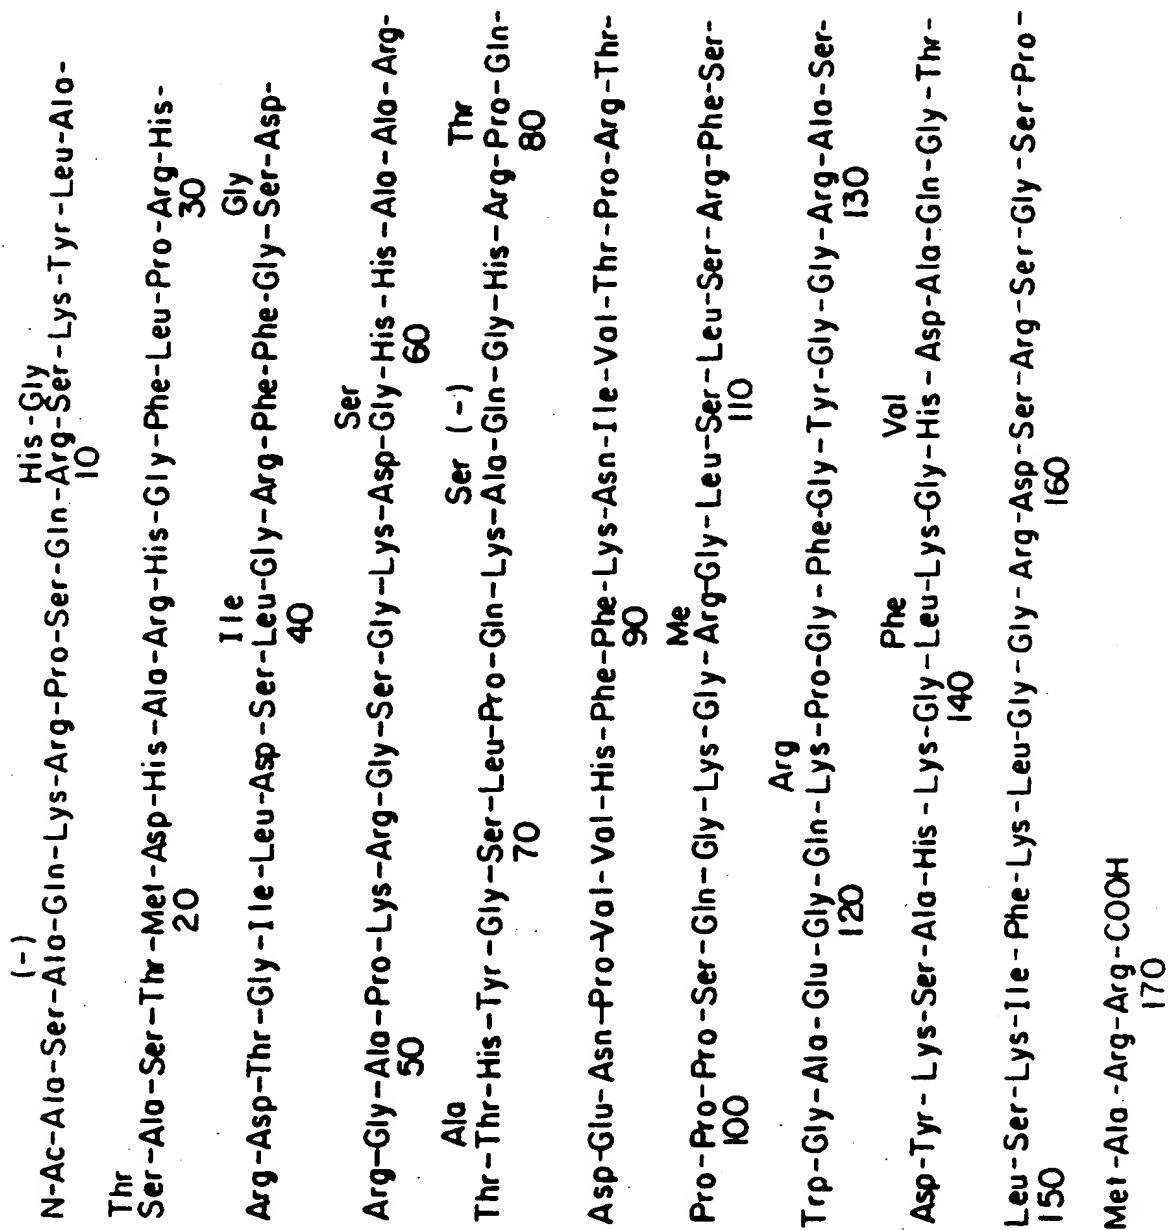 (-) His-Gly
N-Ac-Ala-Ser-Ala-Gln-Lys-Arg-Pro-Ser-Gln-Arg-Ser-Lys-Tyr-Leu-Ala-
10
Thr
Ser-Ala-Ser-Thr-Met-Asp-His-Ala-Arg-His-Gly-Phe-Leu-Pro-Arg-His-
20 30
Ile Gly
Arg-Asp-Thr-Gly-Ile-Leu-Asp-Ser-Leu-Gly-Arg-Phe-Phe-Gly-Ser-Asp-
40
Ser
Arg-Gly-Ala-Pro-Lys-Arg-Gly-Ser-Gly-Lys-Asp-Gly-His-His-Ala-Ala-Arg-
50 60
Ala Ser (-) Thr
Thr-Thr-His-Tyr-Gly-Ser-Leu-Pro-Gln-Lys-Ala-Gln-Gly-His-Arg-Pro-Gln-
70 80
Asp-Glu-Asn-Pro-Val-Val-His-Phe-Phe-Lys-Asn-Ile-Val-Thr-Pro-Arg-Thr-
90
Me
Pro-Pro-Pro-Ser-Gln-Gly-Lys-Gly-Arg-Gly-Leu-Ser-Leu-Ser-Arg-Phe-Ser-
100 110
Arg
Trp-Gly-Ala-Glu-Gly-Gln-Lys-Pro-Gly-Phe-Gly-Tyr-Gly-Gly-Arg-Ala-Ser-
120 130
Phe Val
Asp-Tyr-Lys-Ser-Ala-His-Lys-Gly-Leu-Lys-Gly-His-Asp-Ala-Gln-Gly-Thr-
140
Leu-Ser-Lys-Ile-Phe-Lys-Leu-Gly-Gly-Arg-Asp-Ser-Arg-Ser-Gly-Ser-Pro-
150 160
Met-Ala-Arg-Arg-COOH
170